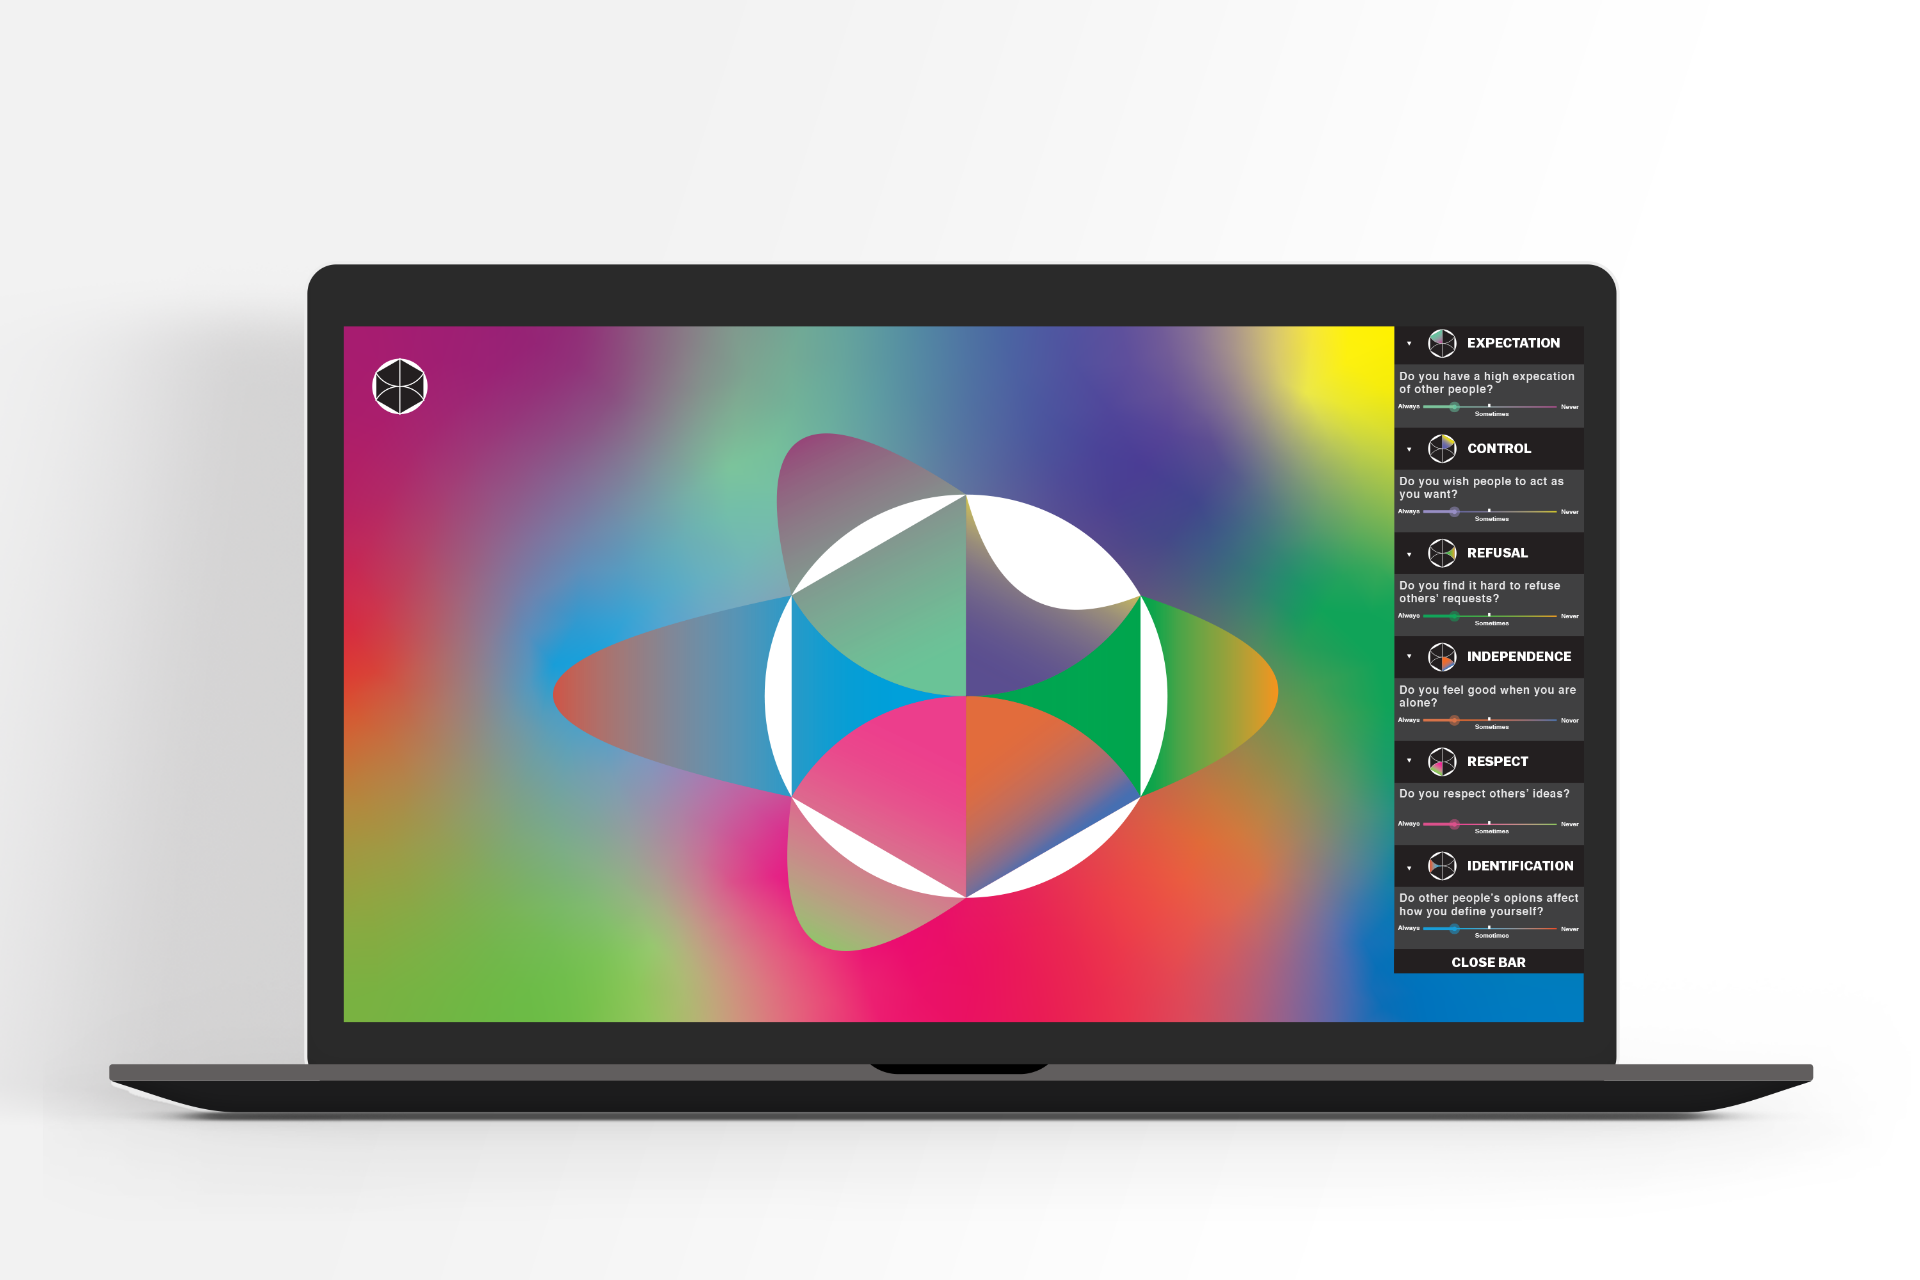 EXPECTATION
Do you have a high expecation
of other people?
Always
Never
Sometimes
CONTROL
Do you wish people to act as
you want?
Always
Never
Sometimes
REFUSAL
Do you find it hard to refuse
others' requests?
Always
Never
Sometimes
INDEPENDENCE
Do you feel good when you are
alone?
Always
Never
Sometimes
RESPECT
Do you respect others' ideas?
Always
Never
Sometimes
IDENTIFICATION
Do other people's opions affect
how you define yourself?
Always
Never
Sometimes
CLOSE BAR